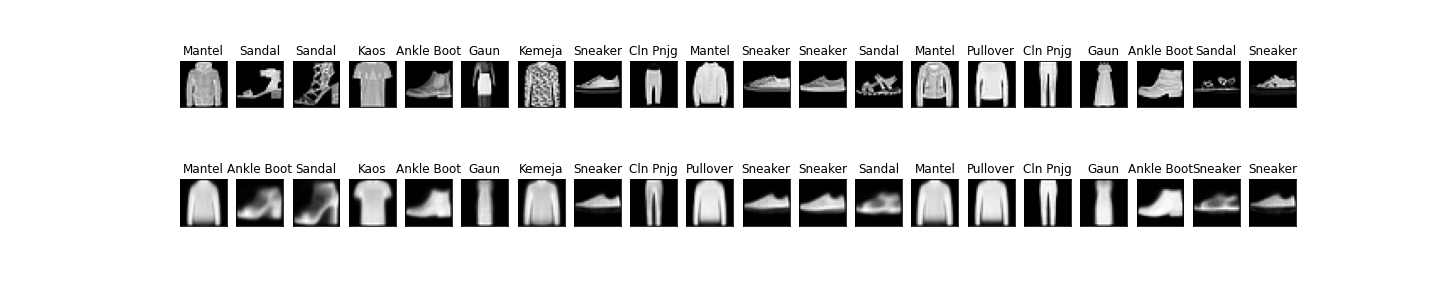 Mantel Sandal Sandal Kaos Ankle Boot Gaun Kemeja Sneaker Cln Pnjg Mantel Sneaker Sneaker Sandal Mantel Pullover Cln Pnjg Gaun Ankle Boot Sandal Sneaker
Mantel Ankle Boot Sandal Kaos Ankle Boot Gaun Kemeja Sneaker Cln Pnjg Pullover Sneaker Sneaker Sandal Mantel Pullover Cln Pnjg Gaun Ankle Boot Sneaker Sneaker